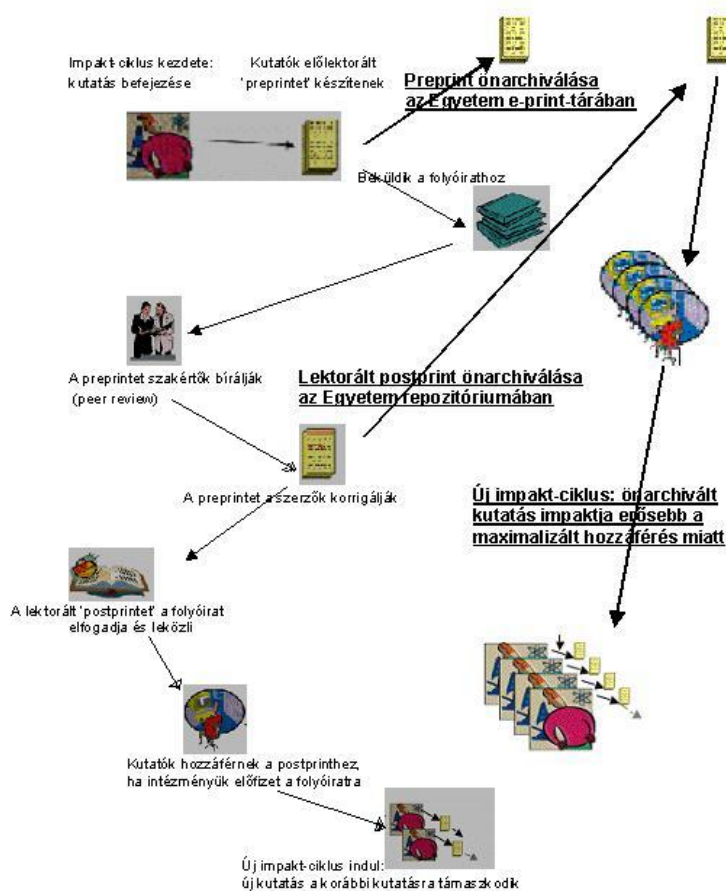 Impakt-ciklus kezdete:
kutatás befejezése
Kutatók előlektorált
'preprintet' készítenek
Preprint önarchiválása
az Egyetem e-print-tárában
Beküldik a folyóirathoz
A preprintet szakértők bírálják
(peer review)
Lektorált postprint önarchiválása
az Egyetem repozitóriumában
A preprintet a szerzők korrigálják
Új impakt-ciklus: önarchivált
kutatás impaktja erősebb a
maximalizált hozzáférés miatt
A lektorált 'postprintet' a folyóirat
elfogadja és leközli
Kutatók hozzáférnek a postprinthez,
ha intézményük előfizet a folyóiratra
Új impakt-ciklus indul:
új kutatás a korábbi kutatásra támaszkodik